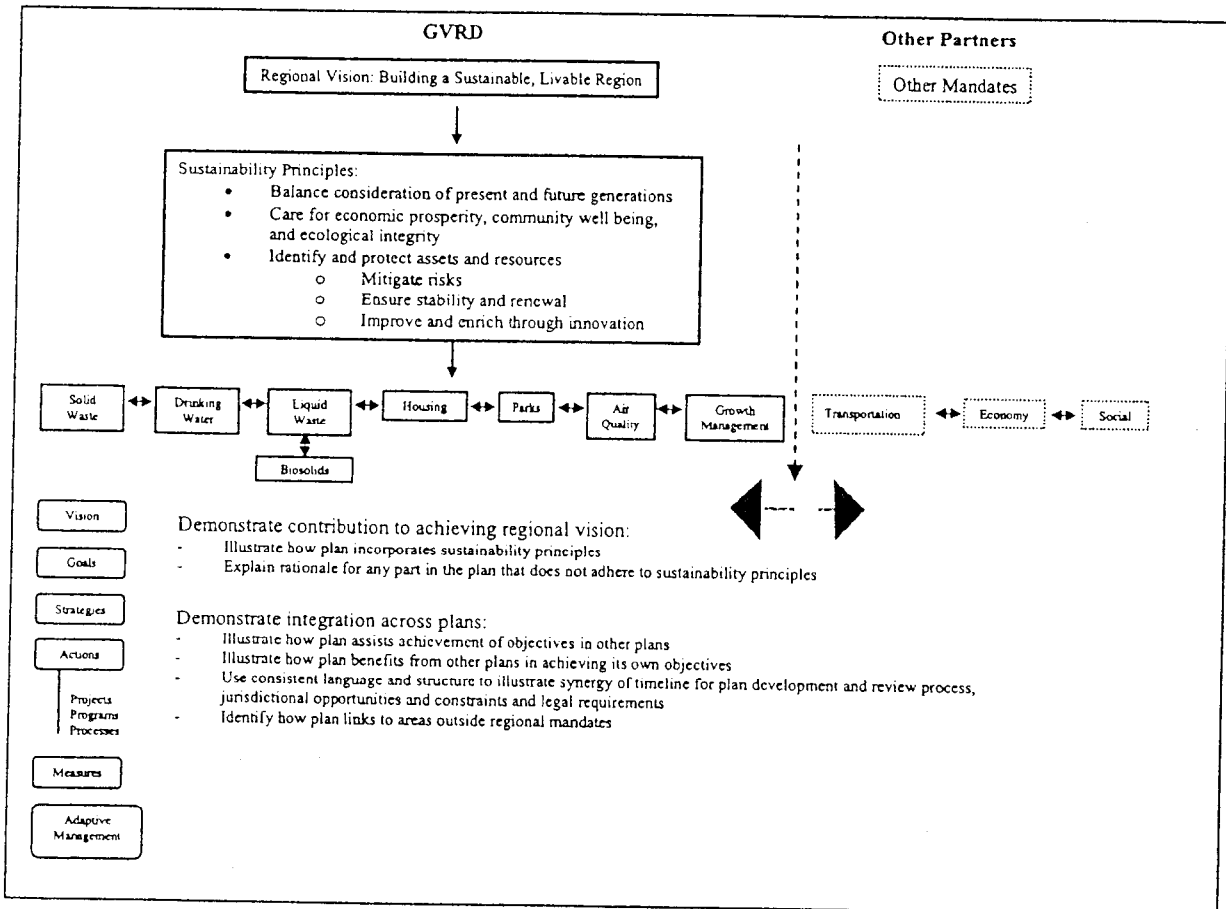 GVRD
Other Partners
Regional Vision: Building a Sustainable, Livable Region
Other Mandates
Sustainability Principles:
• Balance consideration of present and future generations
• Care for economic prosperity, community well being,
and ecological integrity
• Identify and protect assets and resources
o Mitigate risks
o Ensure stability and renewal
o Improve and enrich through innovation
Solid
Waste
Drinking
Water
Liquid
Waste
Housing
Parks
Air
Quality
Growth
Management
Transportation
Economy
Social
Biosolids
Vision
Goals
Strategies
Actions
Projects
Programs
Processes
Measures
Adaptive
Management
Demonstrate contribution to achieving regional vision:
- Illustrate how plan incorporates sustainability principles
- Explain rationale for any part in the plan that does not adhere to sustainability principles
Demonstrate integration across plans:
- Illustrate how plan assists achievement of objectives in other plans
- Illustrate how plan benefits from other plans in achieving its own objectives
- Use consistent language and structure to illustrate synergy of timeline for plan development and review process,
jurisdictional opportunities and constraints and legal requirements
- Identify how plan links to areas outside regional mandates